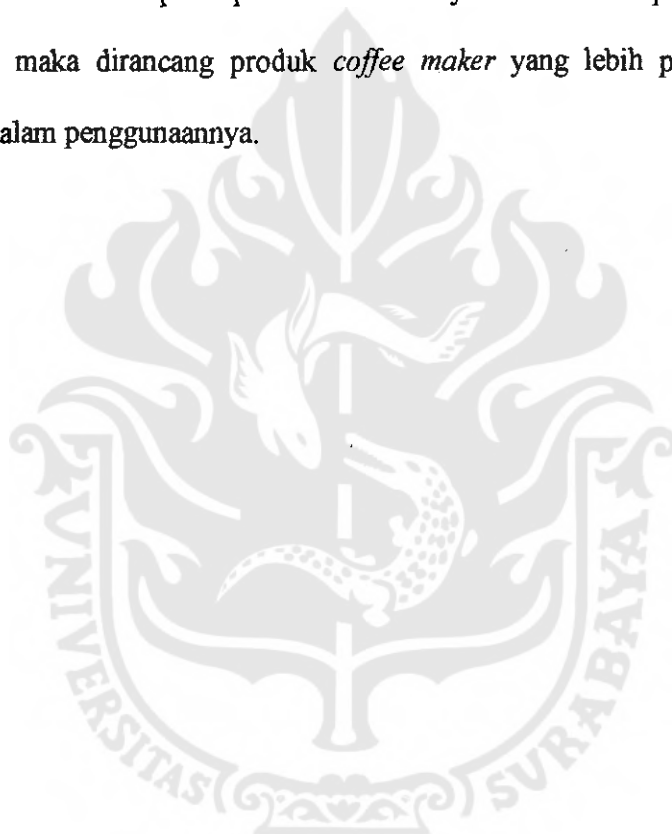 maka dirancang produk coffee maker yang lebih
alam penggunaannya.
UNIVERSITAS SURABAYA